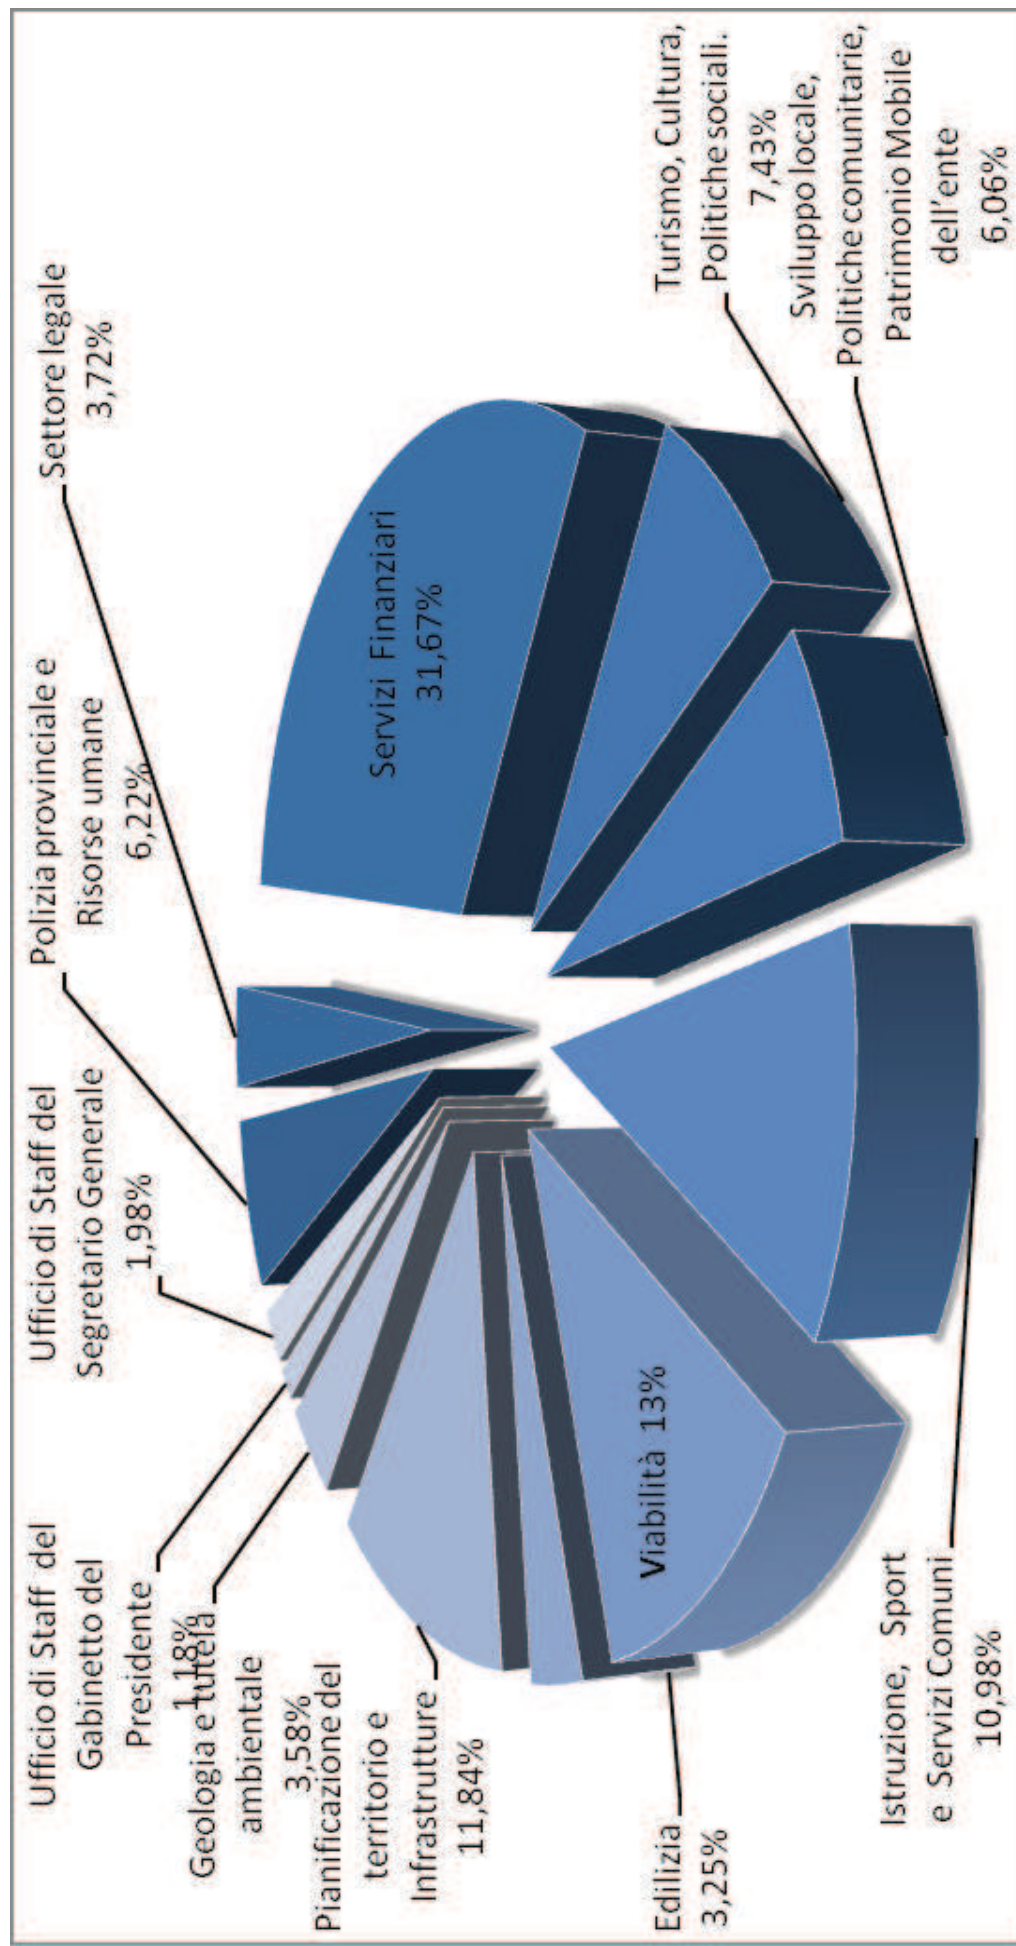 Ufficio di Staff del
Gabinetto del
Presidente
1,18%
Ufficio di Staff del
Segretario Generale
1,98%
Polizia provinciale e
Risorse umane
6,22%
Settore legale
3,72%
Geologia e tutela
ambientale
3,58%
Pianificazione del
territorio e
Infrastrutture
11,84%
Servizi Finanziari
31,67%
Viabilità 13%
Edilizia
3,25%
Turismo, Cultura,
Politiche sociali.
7,43%
Sviluppo locale,
Politiche comunitarie,
Patrimonio Mobile
dell'ente
6,06%
Istruzione, Sport
e Servizi Comuni
10,98%